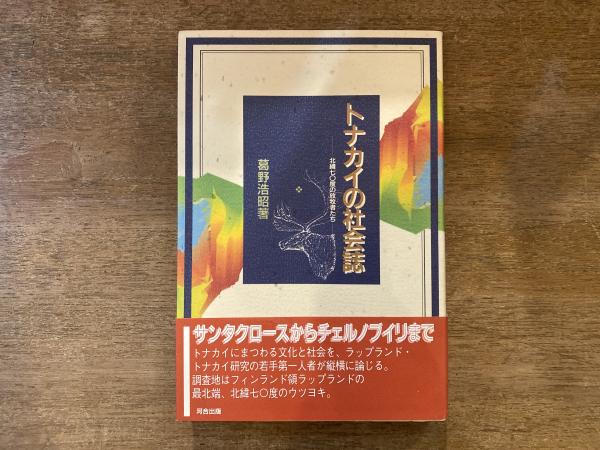 トナカイの社会誌
北緯七〇度の放牧者たち
葛野浩昭著
サンタクロースからチェルノブイリまで
トナカイにまつわる文化と社会を、ラップランド・
トナカイ研究の若手第一人者が縦横に論じる。
調査地はフィンランド領ラップランドの
最北端、北緯七〇度のウツヨキ。
河合出版